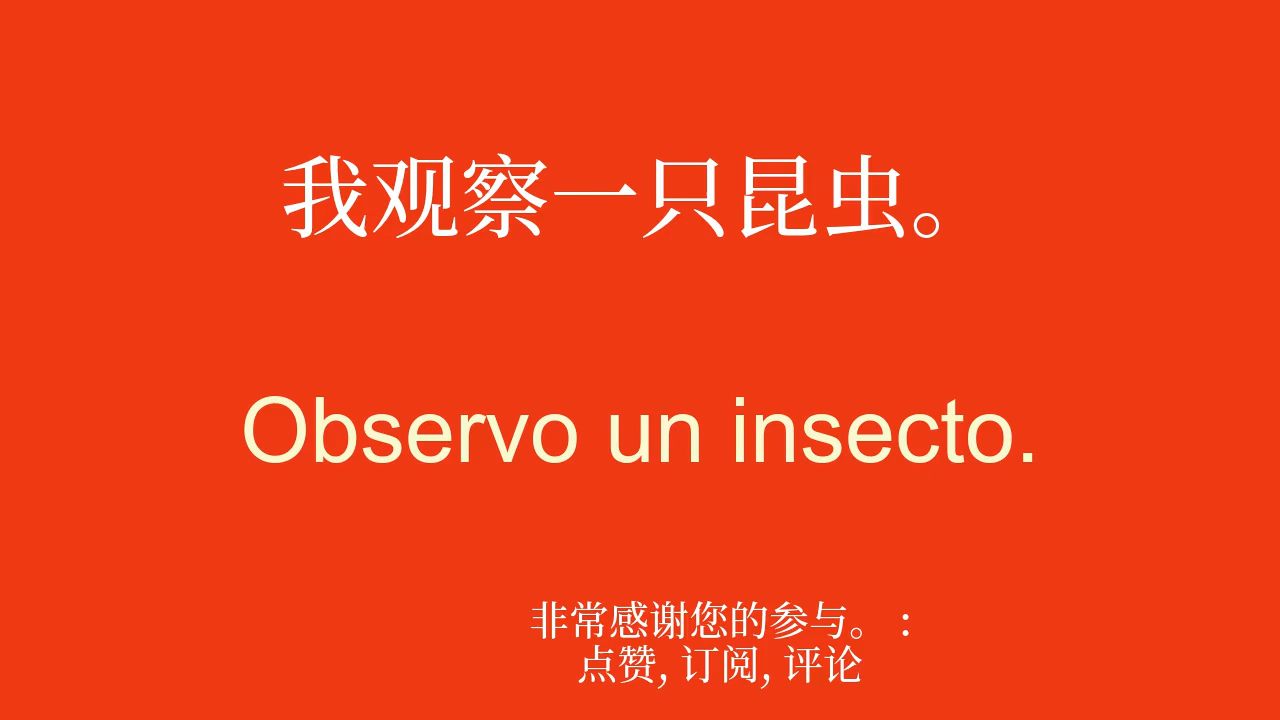 我观察一只昆虫。
Observo un insecto.
非常感谢您的参与。 :
点赞, 订阅, 评论